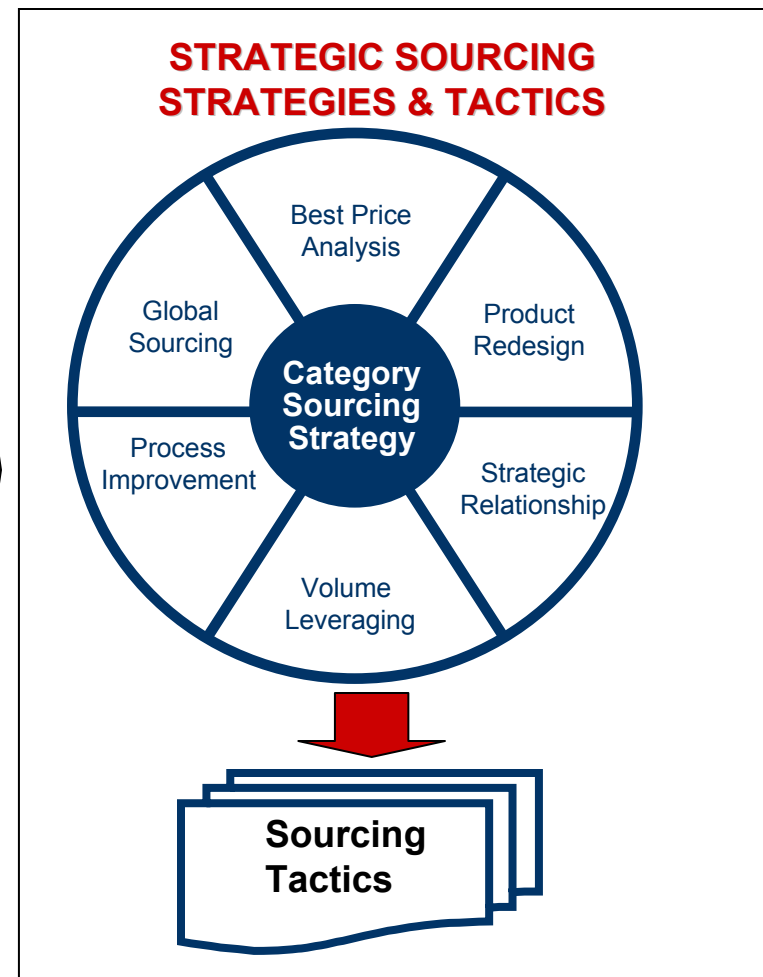 STRATEGIC SOURCING
STRATEGIES & TACTICS
Best Price
Analysis
Global
Sourcing
Product
Redesign
Category
Sourcing
Strategy
Process
Improvement
Strategic
Relationship
Volume
Leveraging
Sourcing
Tactics